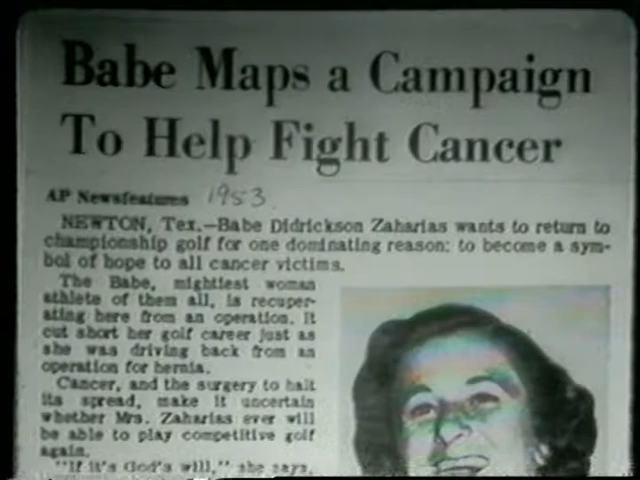 Babe Maps a Campaign
To Help Fight Cancer
AP Newsfeatures 1953
NEWTON, Tex.—Babe Didrickson Zaharias wants to return to
championship golf for one dominating reason: to become a sym-
bol of hope to all cancer victims.
The Babe, mightiest woman
athlete of them all, is recuper-
ating here from an operation. It
cut short her golf career just as
she was driving back from an
operation for hernia.
Cancer, and the surgery to halt
its spread, make it uncertain
whether Mrs. Zaharias ever will
be able to play competitive golf
again.
"If it's God's will," she says,